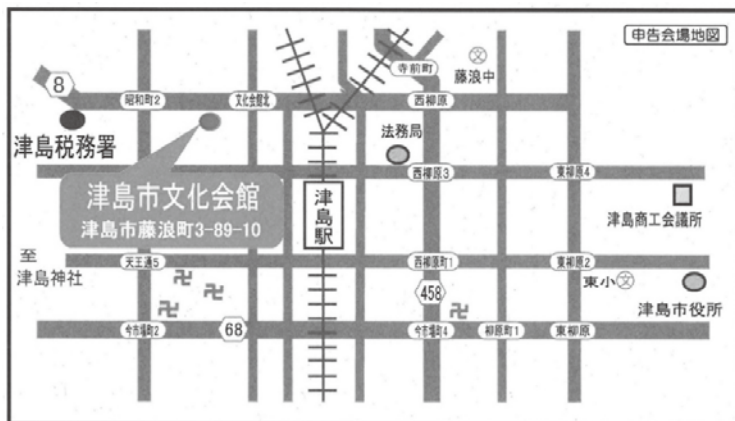 申告会場地図
寺前町
藤浪中
8
昭和町2
文化会館北
西柳原
法務局
津島税務署
西柳原3
東柳原4
津島市文化会館
津島市藤浪町3-89-10
津島駅
津島商工会議所
至
津島神社
天王通5
西柳原町1
東柳原2
458
東小
文
津島市役所
今市場町2
68
今市場町4
柳原町1
東柳原
文